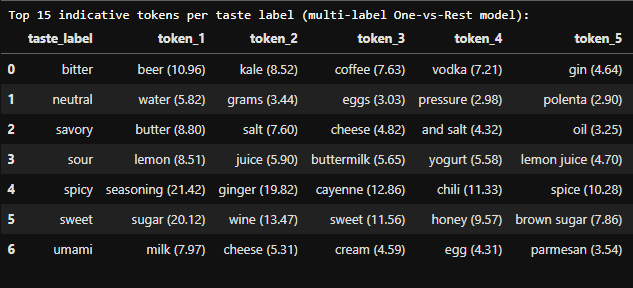 Top 15 indicative tokens per taste label (multi-label One-vs-Rest model):
taste_label token_1 token_2 token_3 token_4 token_5
0 bitter beer (10.96) kale (8.52) coffee (7.63) vodka (7.21) gin (4.64)
1 neutral water (5.82) grams (3.44) eggs (3.03) pressure (2.98) polenta (2.90)
2 savory butter (8.80) salt (7.60) cheese (4.82) and salt (4.32) oil (3.25)
3 sour lemon (8.51) juice (5.90) buttermilk (5.65) yogurt (5.58) lemon juice (4.70)
4 spicy seasoning (21.42) ginger (19.82) cayenne (12.86) chili (11.33) spice (10.28)
5 sweet sugar (20.12) wine (13.47) sweet (11.56) honey (9.57) brown sugar (7.86)
6 umami milk (7.97) cheese (5.31) cream (4.59) egg (4.31) parmesan (3.54)